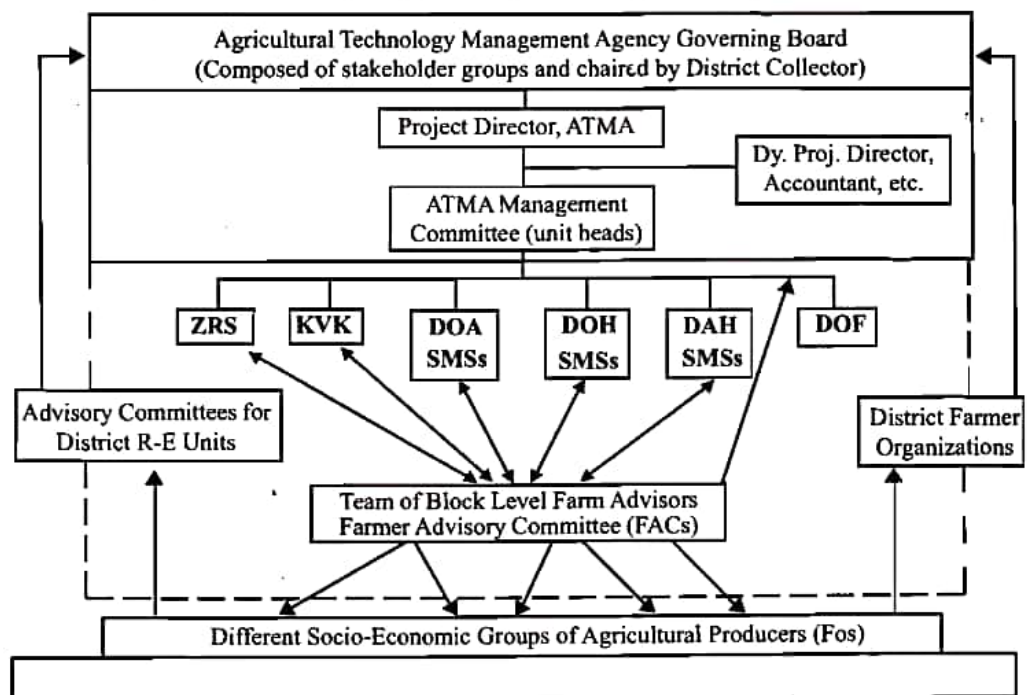 Agricultural Technology Management Agency Governing Board
(Composed of stakeholder groups and chaired by District Collector)
Project Director, ATMA
Dy. Proj. Director,
Accountant, etc.
ATMA Management
Committee (unit heads)
ZRS
KVK
DOA
SMSs
DOH
SMSs
DAH
SMSs
DOF
Advisory Committees for
District R-E Units
District Farmer
Organizations
Team of Block Level Farm Advisors
Farmer Advisory Committee (FACs)
Different Socio-Economic Groups of Agricultural Producers (Fos)